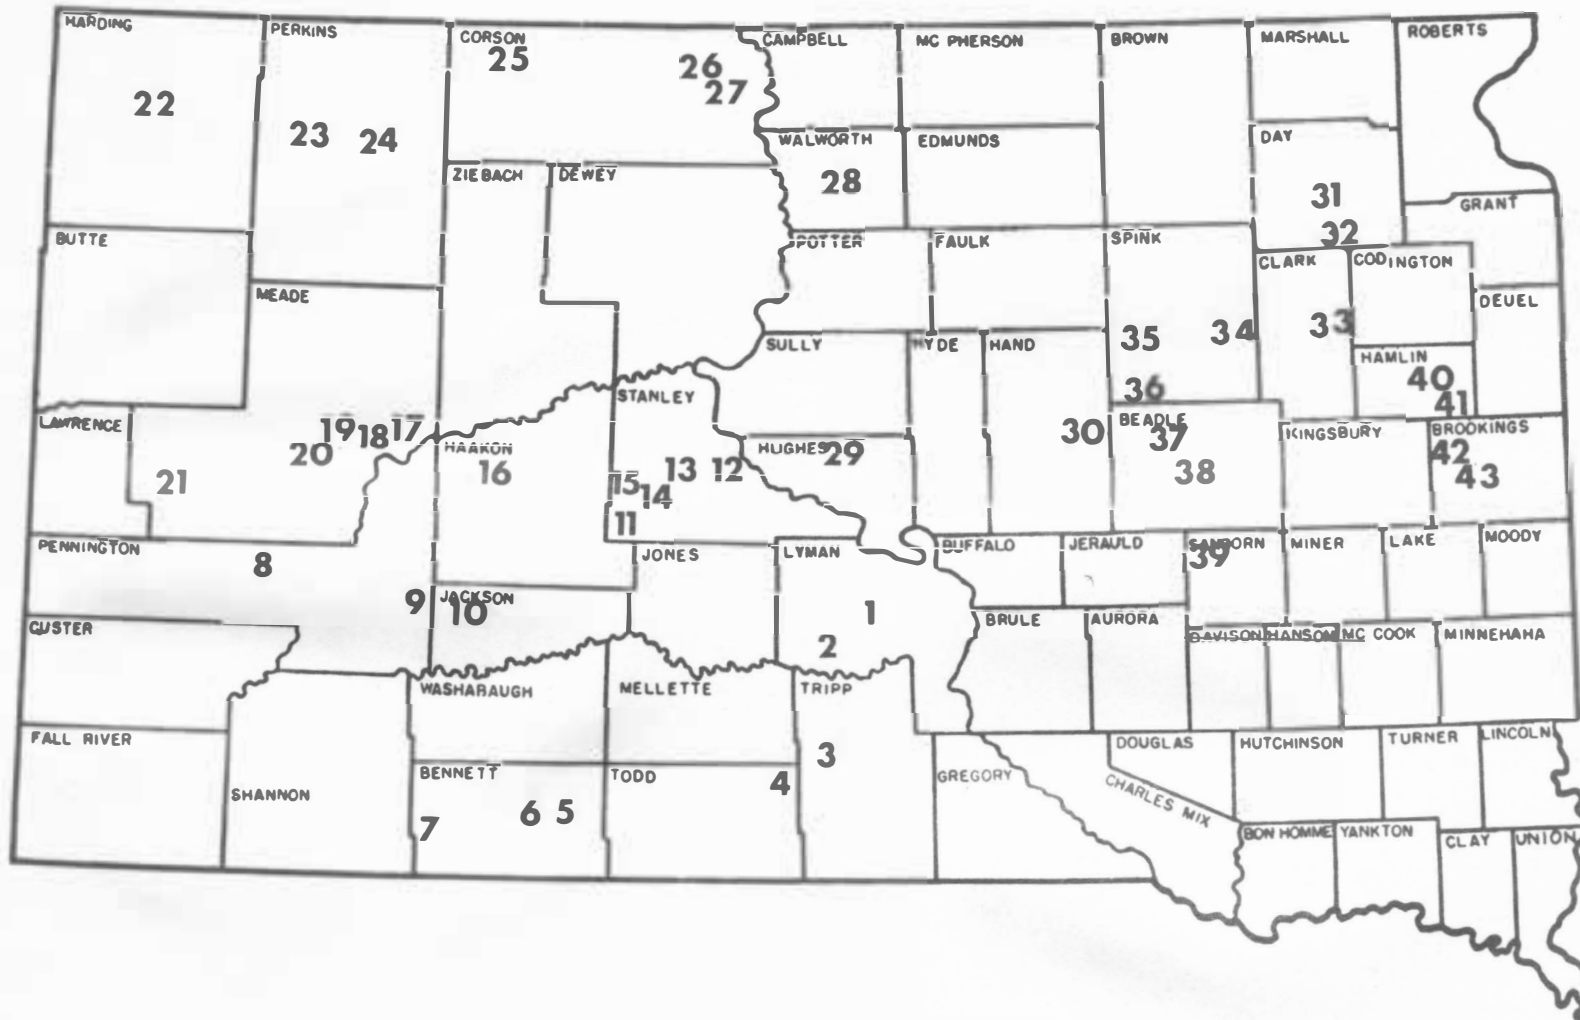 HARDING
PERKINS
CORSON
CAMPBELL
MC PHERSON
BROWN
MARSHALL
ROBERTS
25
26
27
22
23
24
WALWORTH
EDMUNDS
DAY
ZIEBACH
DEWEY
28
31
GRANT
BUTTE
POTTER
FAULK
SPINK
32
CLARK
CODINGTON
MEADE
DEUEL
SULLY
HYDE
HAND
35
34
33
HAMLIN
STANLEY
36
40
41
LAWRENCE
19
18
17
20
HAAKON
HUGHES
29
30
BEADLE
37
KINGSBURY
BROOKINGS
42
43
21
16
15
14
13
12
38
11
PENNINGTON
8
JONES
LYMAN
BUFFALO
JERAULD
SANBORN
39
MINER
LAKE
MOODY
9
JACKSON
10
1
CUSTER
2
BRULE
AURORA
DAVISON
HANSON
MC COOK
MINNEHAHA
WASHABAUGH
MELLETTE
TRIPP
FALL RIVER
3
DOUGLAS
HUTCHINSON
TURNER
LINCOLN
BENNETT
TODD
4
GREGORY
SHANNON
CHARLES MIX
7
6
5
BON HOMME
YANKTON
CLAY
UNION